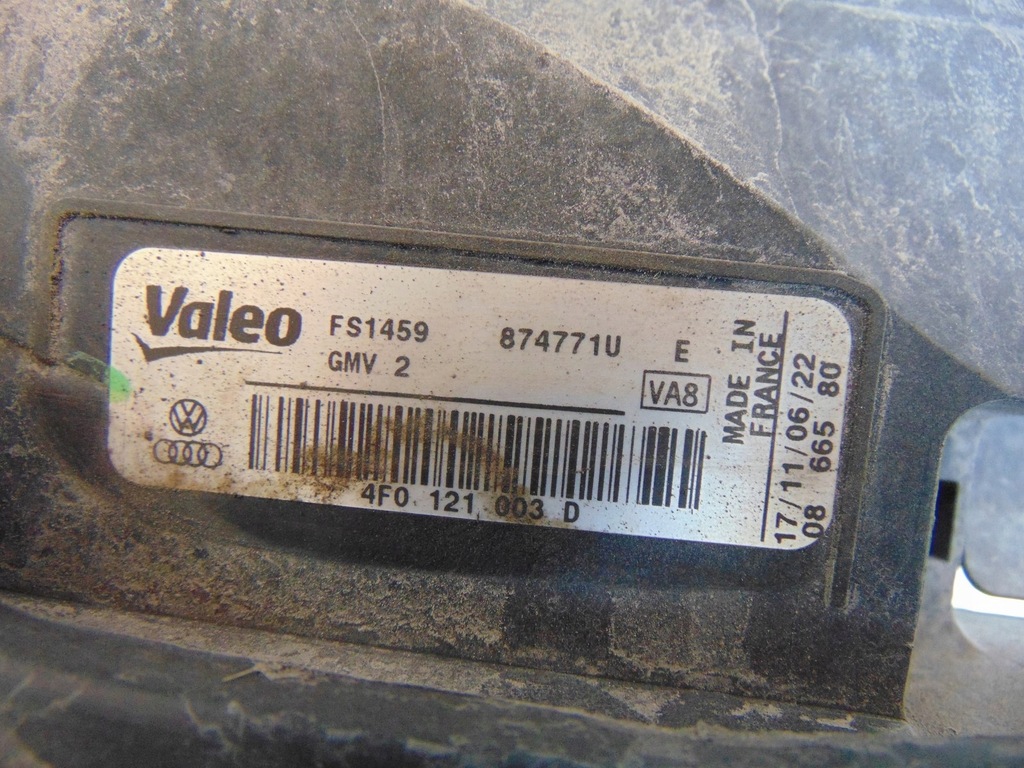 Valeo FS1459 874771U E
GMV 2
VA8
4F0 121 003 D
MADE IN
FRANCE
17/11/06/22
08 665 80